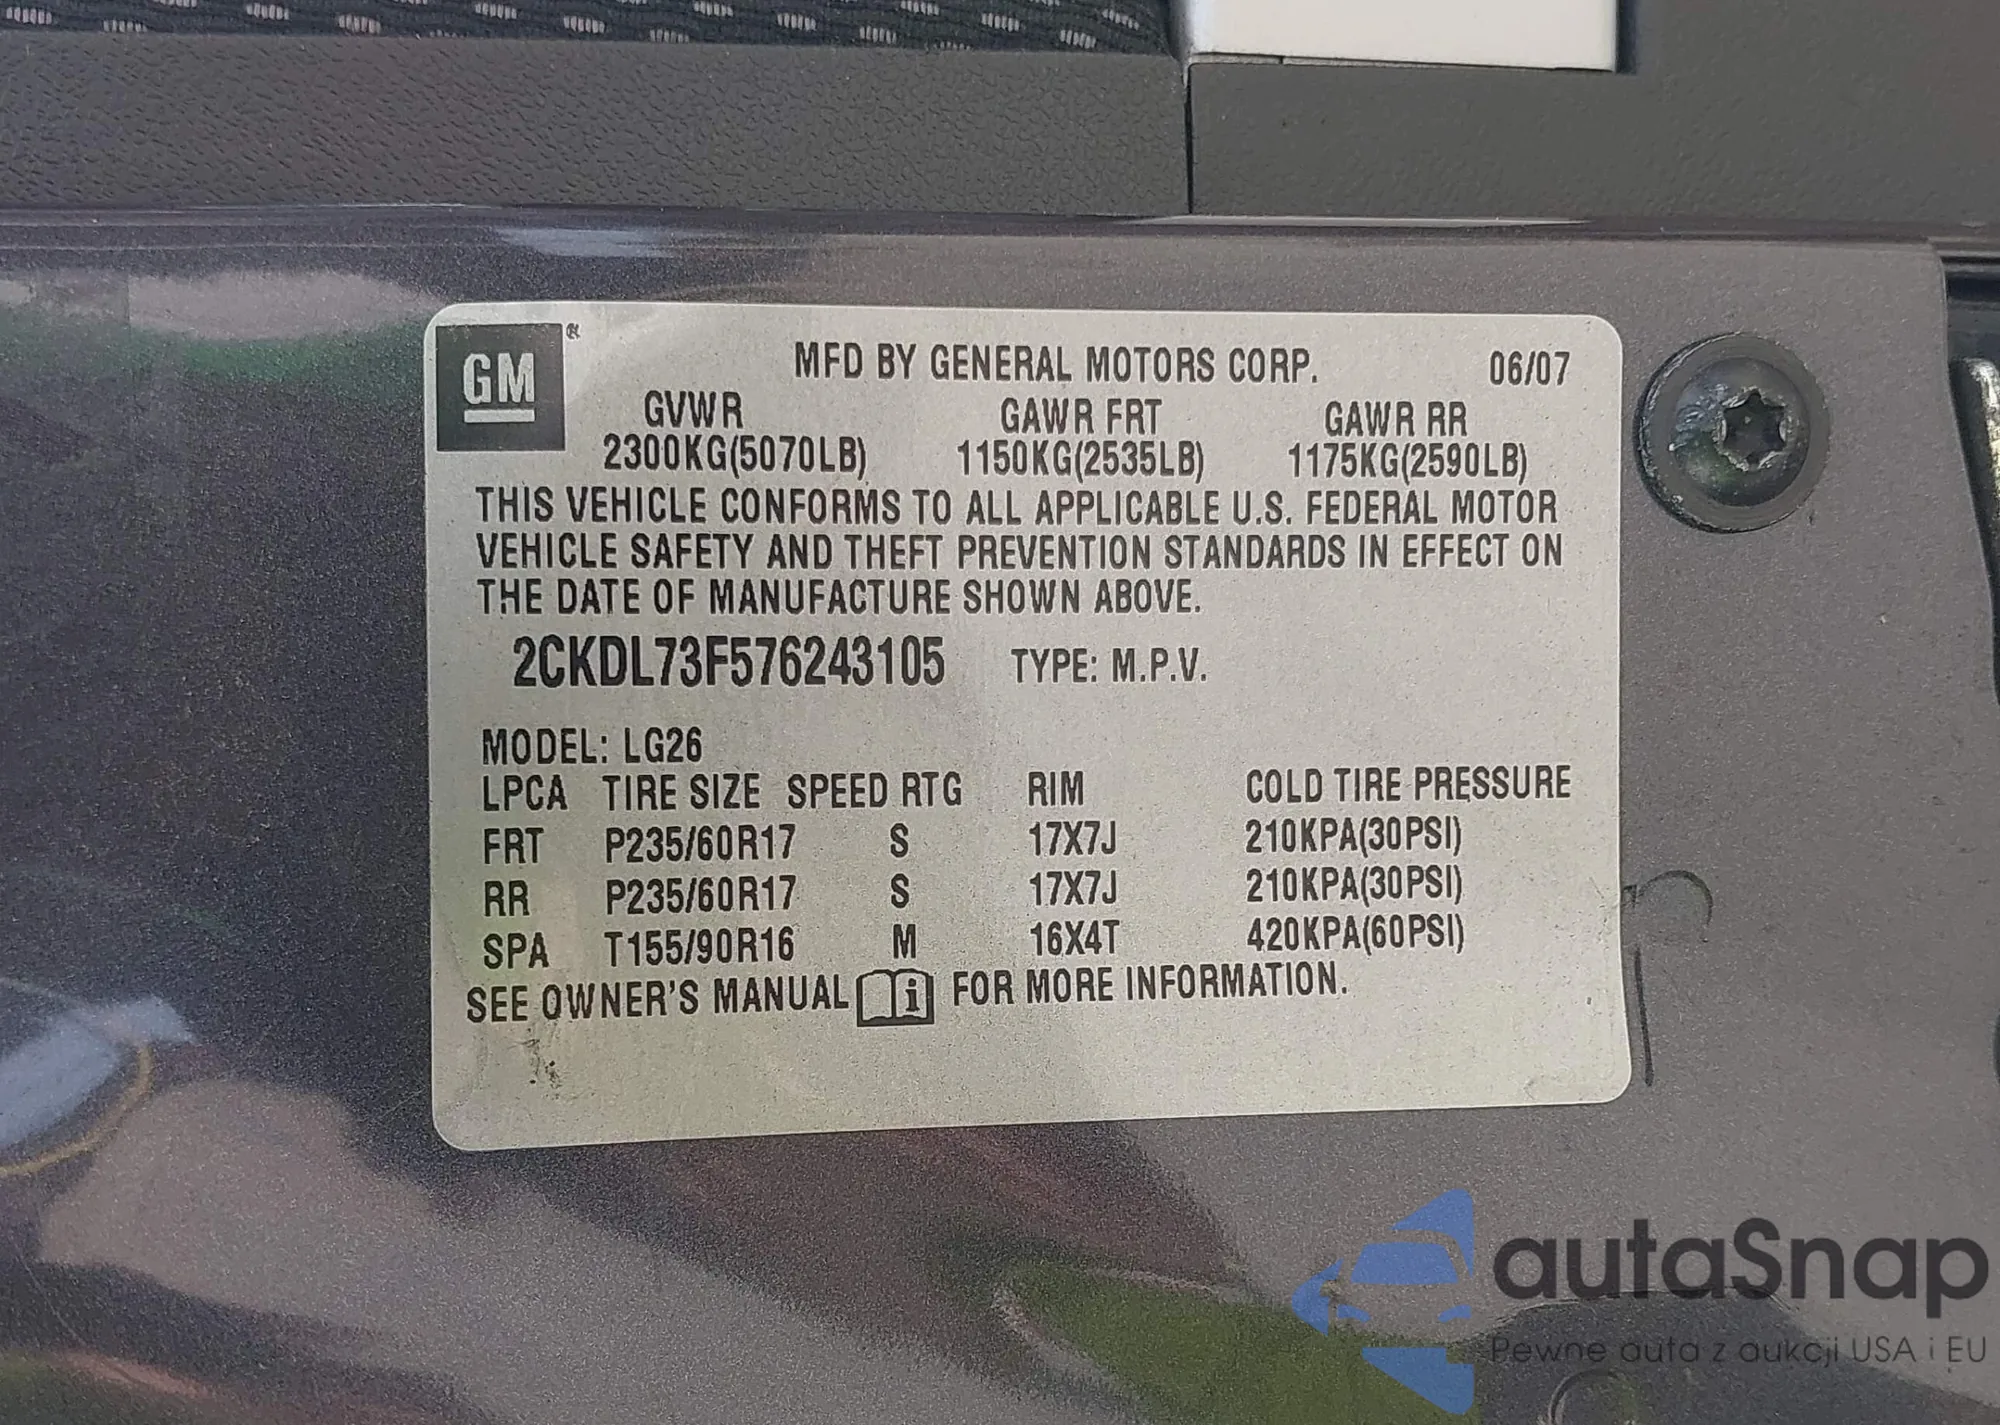 GM®
MFD BY GENERAL MOTORS CORP. 06/07
GVWR GAWR FRT GAWR RR
2300KG(5070LB) 1150KG(2535LB) 1175KG(2590LB)
THIS VEHICLE CONFORMS TO ALL APPLICABLE U.S. FEDERAL MOTOR
VEHICLE SAFETY AND THEFT PREVENTION STANDARDS IN EFFECT ON
THE DATE OF MANUFACTURE SHOWN ABOVE.
2CKDL73F576243105 TYPE: M.P.V.
MODEL: LG26
LPCA TIRE SIZE SPEED RTG RIM COLD TIRE PRESSURE
FRT P235/60R17 S 17X7J 210KPA(30PSI)
RR P235/60R17 S 17X7J 210KPA(30PSI)
SPA T155/90R16 M 16X4T 420KPA(60PSI)
SEE OWNER'S MANUAL i FOR MORE INFORMATION.
autaSnap
Pewne auta z aukcji USA i EU